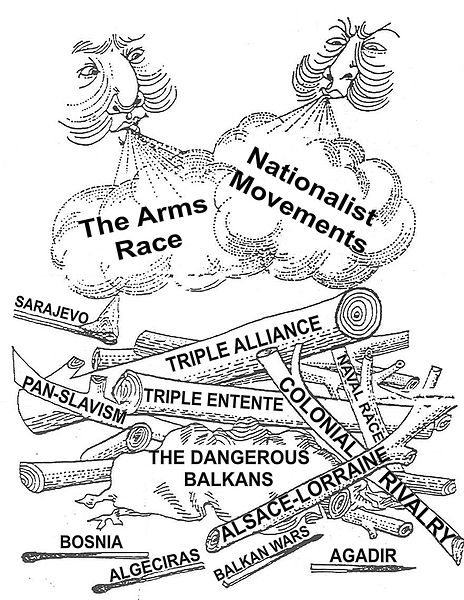 The Arms
Race
Nationalist
Movements
SARAJEVO
TRIPLE ALLIANCE
PAN-SLAVISM
TRIPLE ENTENTE
COLONIAL
RIVALRY
NAVAL RACE
THE DANGEROUS
BALKANS
ALSACE-LORRAINE
BOSNIA
ALGECIRAS
BALKAN WARS
AGADIR